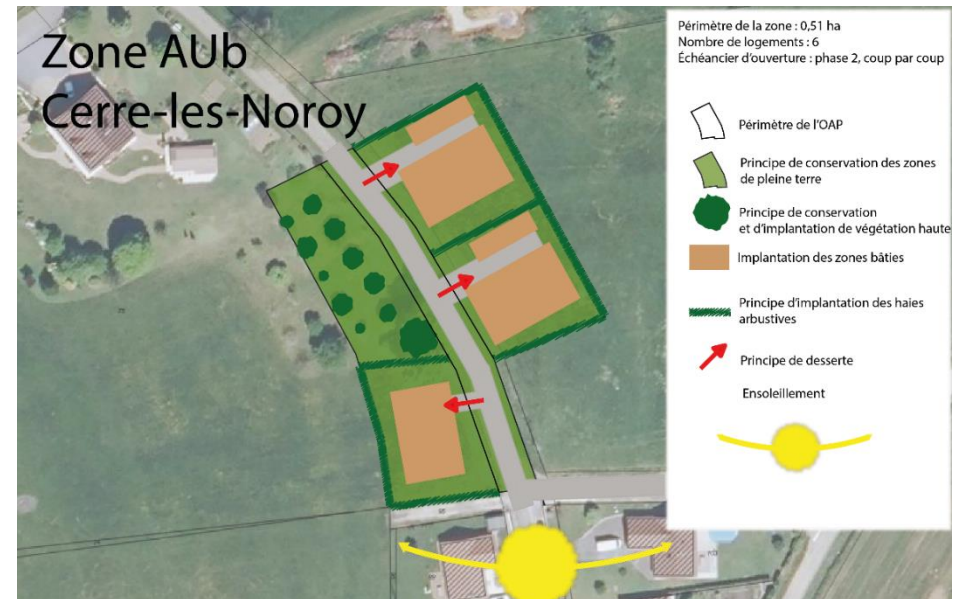 Zone AUb
Cerre-les-Noroy
Périmètre de la zone : 0,51 ha
Nombre de logements : 6
Échéancier d'ouverture : phase 2, coup par coup
Périmètre de l'OAP
Principe de conservation des zones
de pleine terre
Principe de conservation
et d'implantation de végétation haute
Implantation des zones bâties
Principe d'implantation des haies
arbustives
Principe de desserte
Ensoleillement